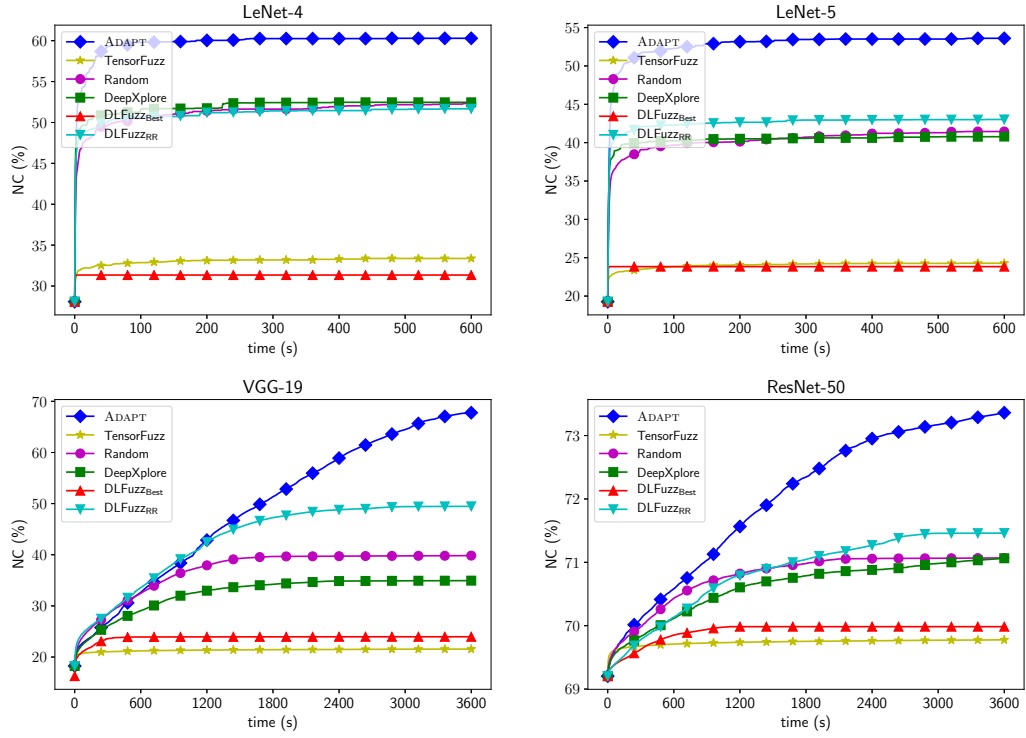 LeNet-4
60
55
50
45
40
35
30
NC (%)
ADAPT
TensorFuzz
Random
DeepXplore
DLFuzzBest
DLFuzzRR
0 100 200 300 400 500 600
time (s)
LeNet-5
55
50
45
40
35
30
25
20
NC (%)
ADAPT
TensorFuzz
Random
DeepXplore
DLFuzzBest
DLFuzzRR
0 100 200 300 400 500 600
time (s)
VGG-19
70
60
50
40
30
20
NC (%)
ADAPT
TensorFuzz
Random
DeepXplore
DLFuzzBest
DLFuzzRR
0 600 1200 1800 2400 3000 3600
time (s)
ResNet-50
73
72
71
70
69
NC (%)
ADAPT
TensorFuzz
Random
DeepXplore
DLFuzzBest
DLFuzzRR
0 600 1200 1800 2400 3000 3600
time (s)